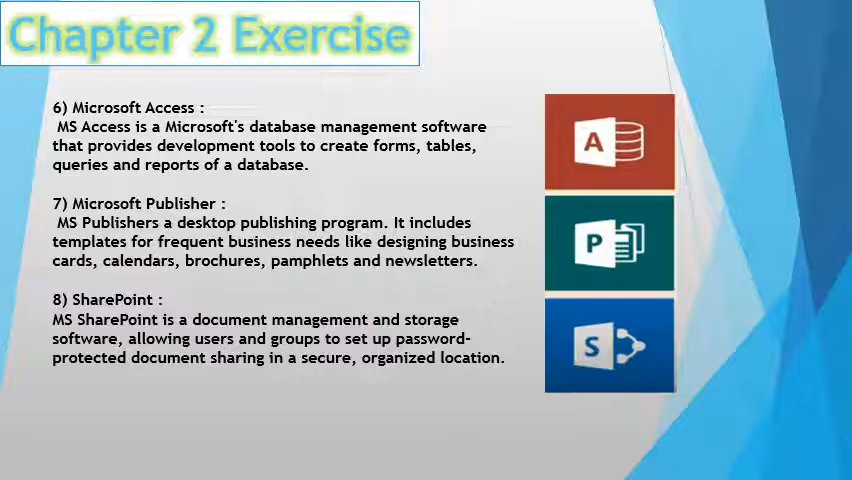 Chapter 2 Exercise
6) Microsoft Access :
MS Access is a Microsoft's database management software
that provides development tools to create forms, tables,
queries and reports of a database.
7) Microsoft Publisher :
MS Publishers a desktop publishing program. It includes
templates for frequent business needs like designing business
cards, calendars, brochures, pamphlets and newsletters.
8) SharePoint :
MS SharePoint is a document management and storage
software, allowing users and groups to set up password-
protected document sharing in a secure, organized location.
A
P
S